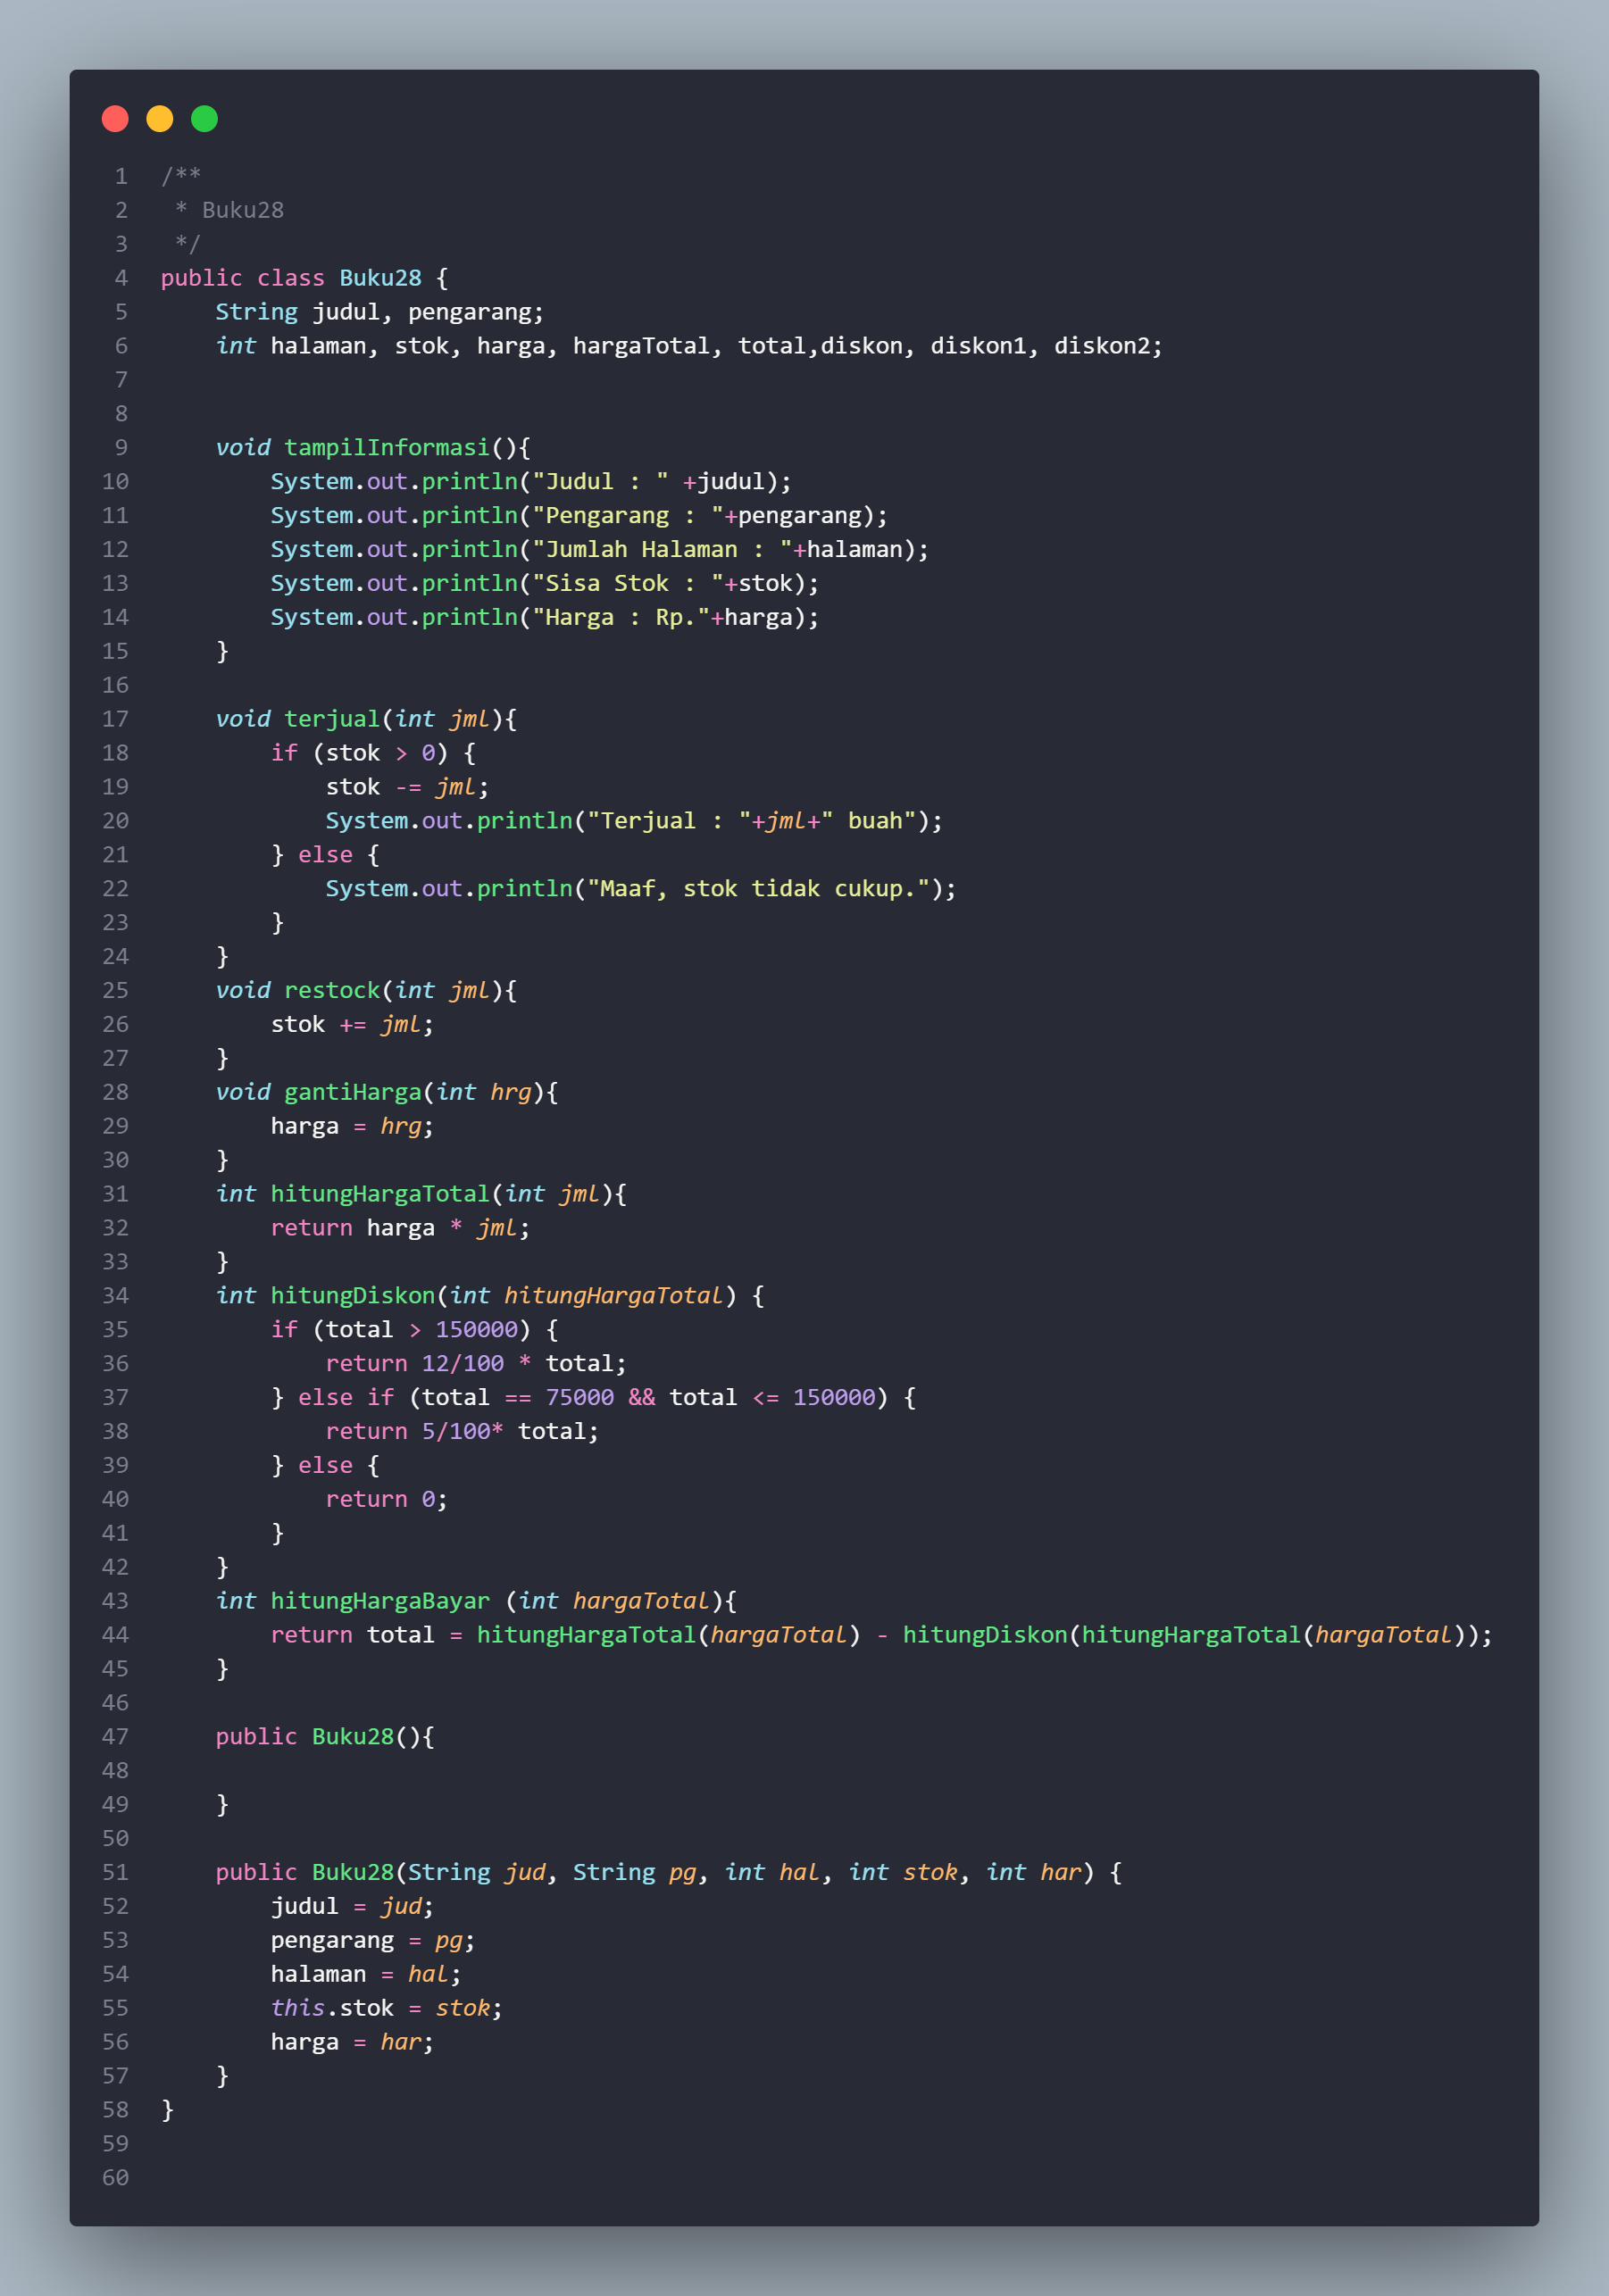 1 /**
2  * Buku28
3  */
4 public class Buku28 {
5     String judul, pengarang;
6     int halaman, stok, harga, hargaTotal, total,diskon, diskon1, diskon2;
7
8
9     void tampilInformasi(){
10         System.out.println("Judul : " +judul);
11         System.out.println("Pengarang : "+pengarang);
12         System.out.println("Jumlah Halaman : "+halaman);
13         System.out.println("Sisa Stok : "+stok);
14         System.out.println("Harga : Rp."+harga);
15     }
16
17     void terjual(int jml){
18         if (stok > 0) {
19             stok -= jml;
20             System.out.println("Terjual : "+jml+" buah");
21         } else {
22             System.out.println("Maaf, stok tidak cukup.");
23         }
24     }
25     void restock(int jml){
26         stok += jml;
27     }
28     void gantiHarga(int hrg){
29         harga = hrg;
30     }
31     int hitungHargaTotal(int jml){
32         return harga * jml;
33     }
34     int hitungDiskon(int hitungHargaTotal) {
35         if (total > 150000) {
36             return 12/100 * total;
37         } else if (total == 75000 && total <= 150000) {
38             return 5/100* total;
39         } else {
40             return 0;
41         }
42     }
43     int hitungHargaBayar (int hargaTotal){
44         return total = hitungHargaTotal(hargaTotal) - hitungDiskon(hitungHargaTotal(hargaTotal));
45     }
46
47     public Buku28(){
48
49     }
50
51     public Buku28(String jud, String pg, int hal, int stok, int har) {
52         judul = jud;
53         pengarang = pg;
54         halaman = hal;
55         this.stok = stok;
56         harga = har;
57     }
58 }
59
60